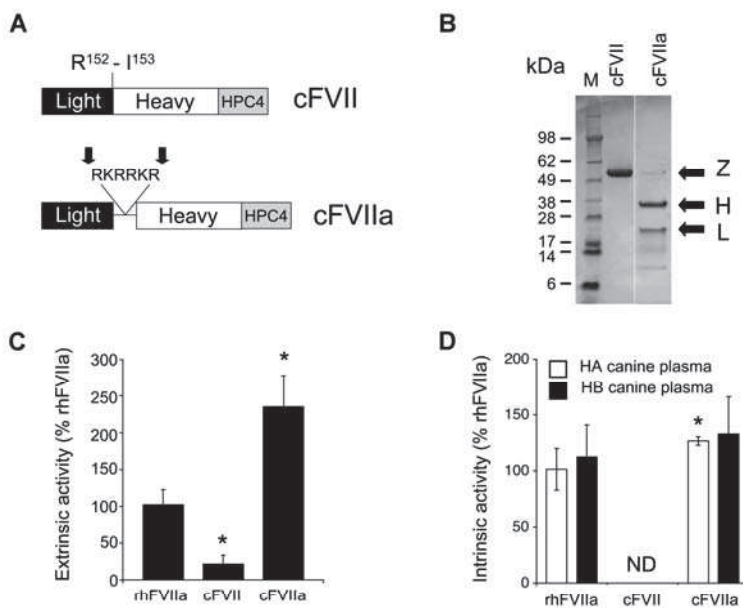 A
R152 - I153
Light Heavy HPC4 cFVII
RKRRKR
Light Heavy HPC4 cFVIIa
B
kDa M cFVII cFVIIa
98
62
49
38
28
17
14
6
Z
H
L
C
Extrinsic activity (% rhFVIIa)
300
250
200
150
100
50
0
*
*
rhFVIIa cFVII cFVIIa
D
Intrinsic activity (% rhFVIIa)
200
150
100
50
0
HA canine plasma
HB canine plasma
*
ND
rhFVIIa cFVII cFVIIa